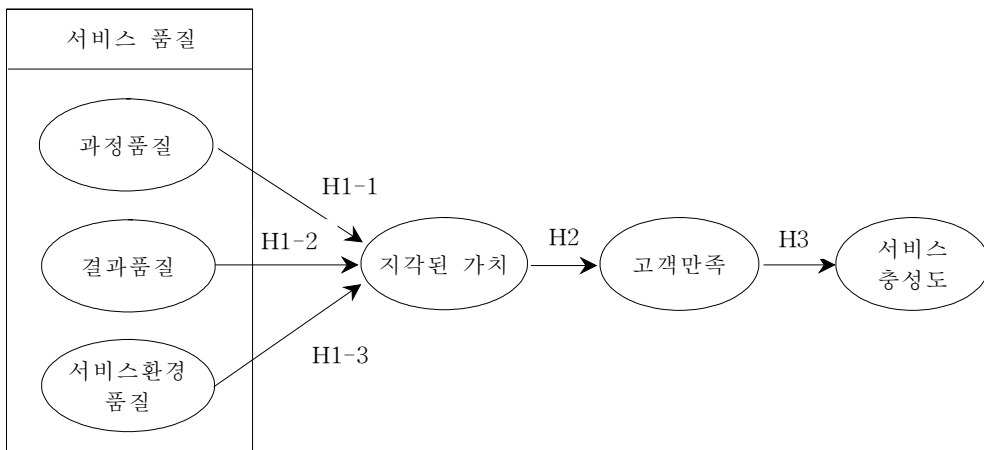 서비스 품질
과정품질
H1-1
H1-2
H2
H3
결과품질
지각된 가치
고객만족
서비스
충성도
H1-3
서비스환경
품질